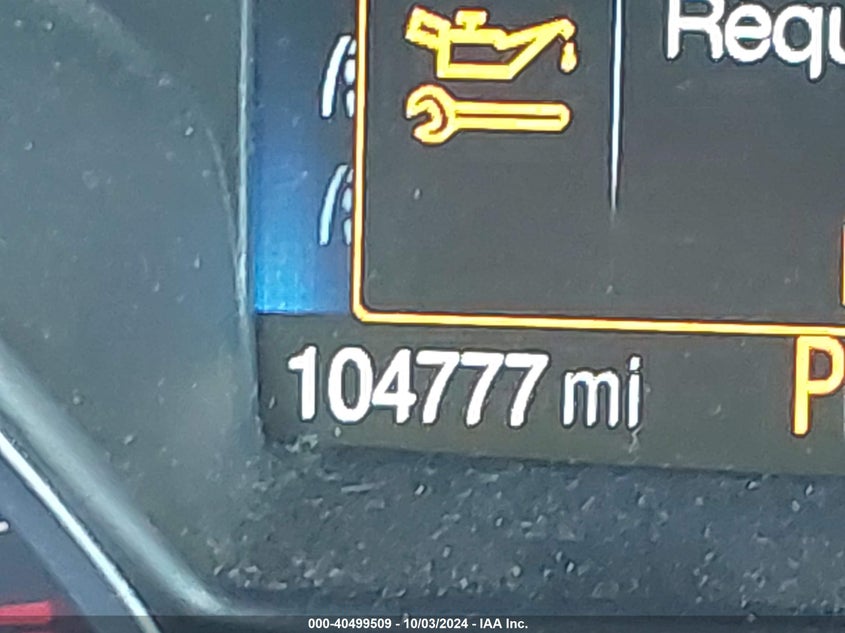 Requ
104777 mi
P
000-40499509 - 10/03/2024 - IAA Inc.